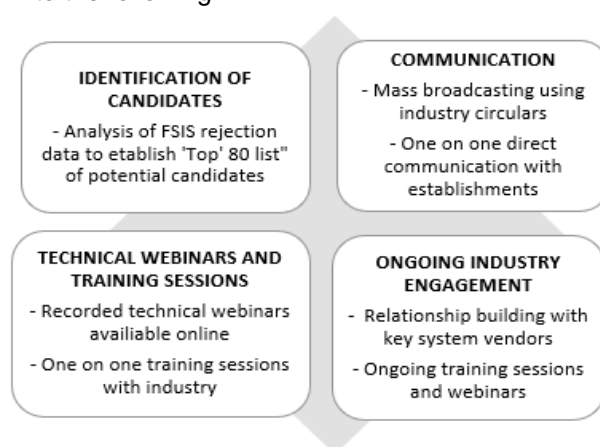 IDENTIFICATION OF
CANDIDATES
- Analysis of FSIS rejection
data to etablish 'Top' 80 list"
of potential candidates
COMMUNICATION
- Mass broadcasting using
industry circulars
- One on one direct
communication with
establishments
TECHNICAL WEBINARS AND
TRAINING SESSIONS
- Recorded technical webinars
availiable online
- One on one training sessions
with industry
ONGOING INDUSTRY
ENGAGEMENT
- Relationship building with
key system vendors
- Ongoing training sessions
and webinars